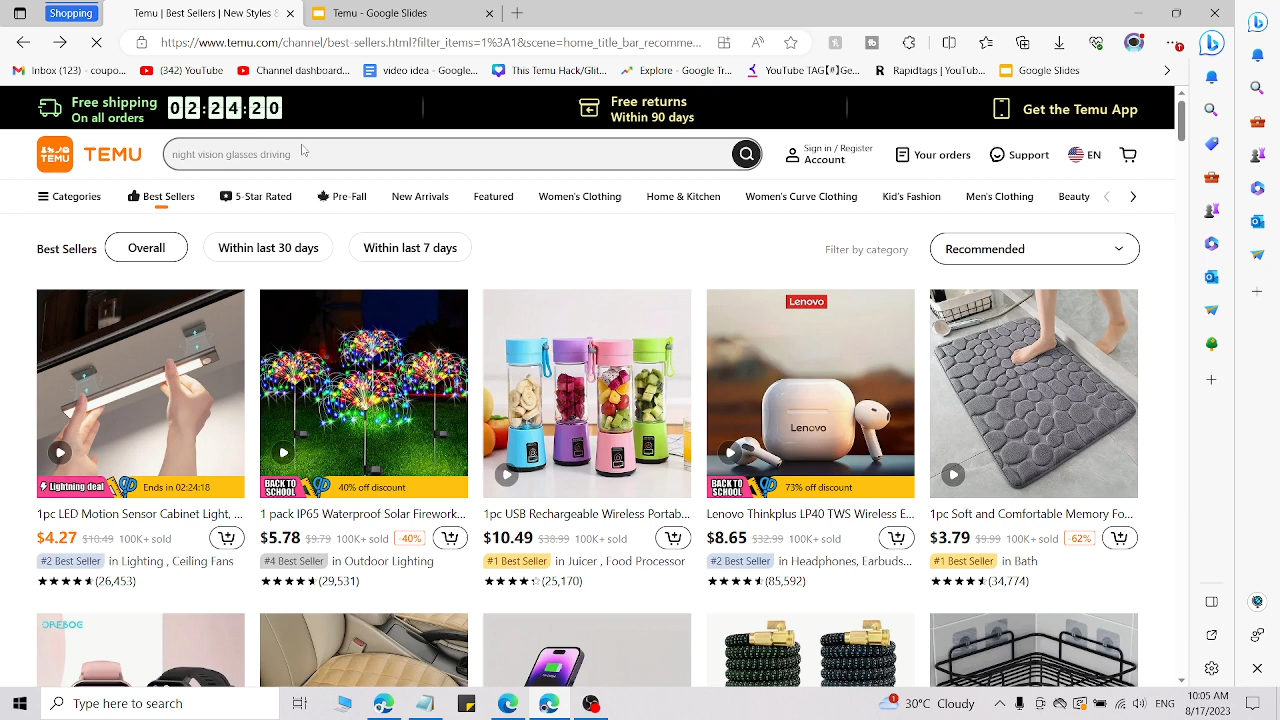 Shopping
Temu | Best Sellers | New Styles &
Temu - Google Slides
https://www.temu.com/channel/best-sellers.html?filter_items=1%3A1&scene=home_title_bar_recomme...
Inbox (123) - corjo...
(342) YouTube
Channel dashboard...
video idea - Google...
This Temu Hack/Glit...
Explore - Google Tr...
YouTube TAG【#】Ge...
Rapidtags | YouTub...
Google Slides
Free shipping
On all orders
02:24:20
Free returns
Within 90 days
Get the Temu App
TEMU
TEMU
night vision glasses driving
Sign in / Register
Account
Your orders
Support
EN
Categories
Best Sellers
5-Star Rated
Pre-Fall
New Arrivals
Featured
Women's Clothing
Home & Kitchen
Women's Curve Clothing
Kid's Fashion
Men's Clothing
Beauty
Best Sellers
Overall
Within last 30 days
Within last 7 days
Filter by category
Recommended
Lenovo
Lenovo
Lightning deal
Ends in 02:24:18
BACK TO SCHOOL
40% off discount
BACK TO SCHOOL
73% off discount
1pc LED Motion Sensor Cabinet Light, ...
1 pack IP65 Waterproof Solar Firework...
1pc USB Rechargeable Wireless Portab...
Lenovo Thinkplus LP40 TWS Wireless E...
1pc Soft and Comfortable Memory Fo...
$4.27 $10.49 100K+ sold
$5.78 $9.79 100K+ sold -40%
$10.49 $38.99 100K+ sold
$8.65 $32.99 100K+ sold
$3.79 $9.99 100K+ sold -62%
#2 Best Seller in Lighting , Ceiling Fans
#4 Best Seller in Outdoor Lighting
#1 Best Seller in Juicer , Food Processor
#2 Best Seller in Headphones, Earbuds...
#1 Best Seller in Bath
(26,453)
(29,531)
(25,170)
(85,592)
(34,774)
Type here to search
1
30°C Cloudy
ENG
10:05 AM
8/17/2023